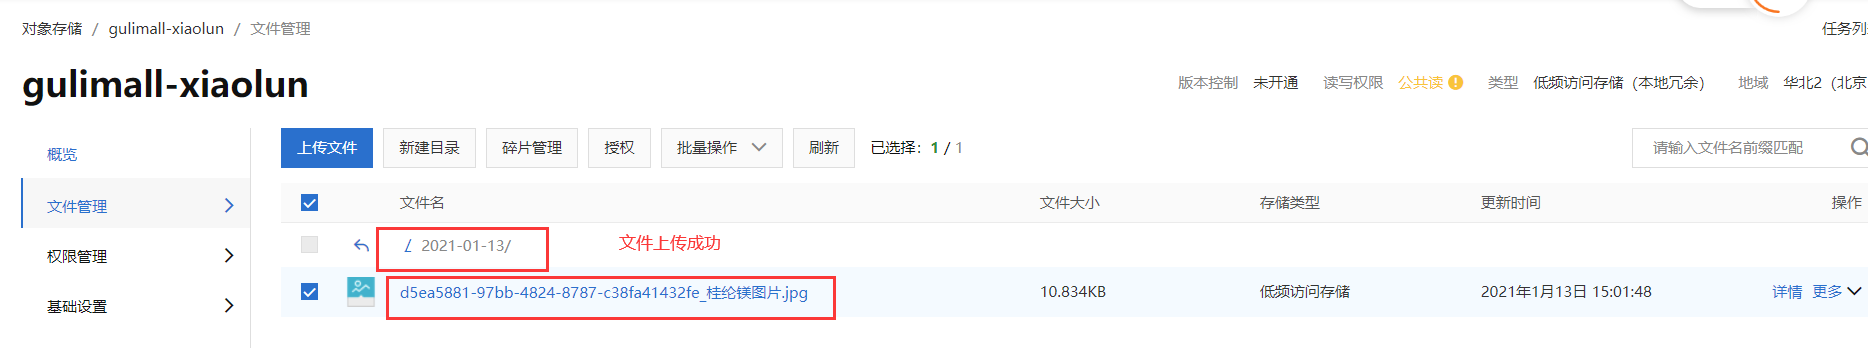 对象存储 / gulimall-xiaolun / 文件管理
任务列
gulimall-xiaolun
版本控制 未开通 读写权限 公共读 类型 低频访问存储（本地冗余） 地域 华北2（北京
概览
文件管理
权限管理
基础设置
上传文件 新建目录 碎片管理 授权 批量操作 刷新 已选择：1 / 1
请输入文件名前缀匹配
文件名 文件大小 存储类型 更新时间 操作
/ 2021-01-13/ 文件上传成功
d5ea5881-97bb-4824-8787-c38fa41432fe_桂纶镁图片.jpg 10.834KB 低频访问存储 2021年1月13日 15:01:48 详情 更多